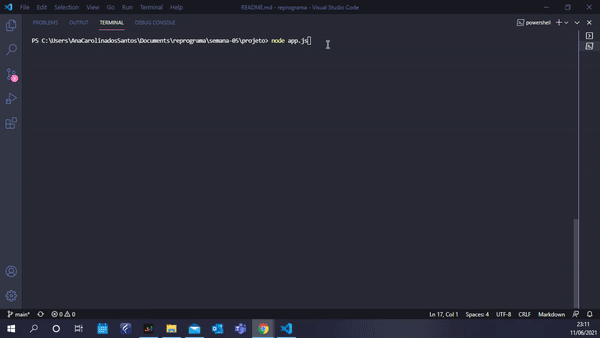 File Edit Selection View Go Run Terminal Help README.md - reprograma - Visual Studio Code
PROBLEMS OUTPUT TERMINAL DEBUG CONSOLE powershell
PS C:\Users\AnaCarolinadosSantos\Documents\reprograma\semana-05\projeto> node app.js
main* 0 0 Ln 17, Col 1 Spaces: 4 UTF-8 CRLF Markdown
23:11
11/06/2021